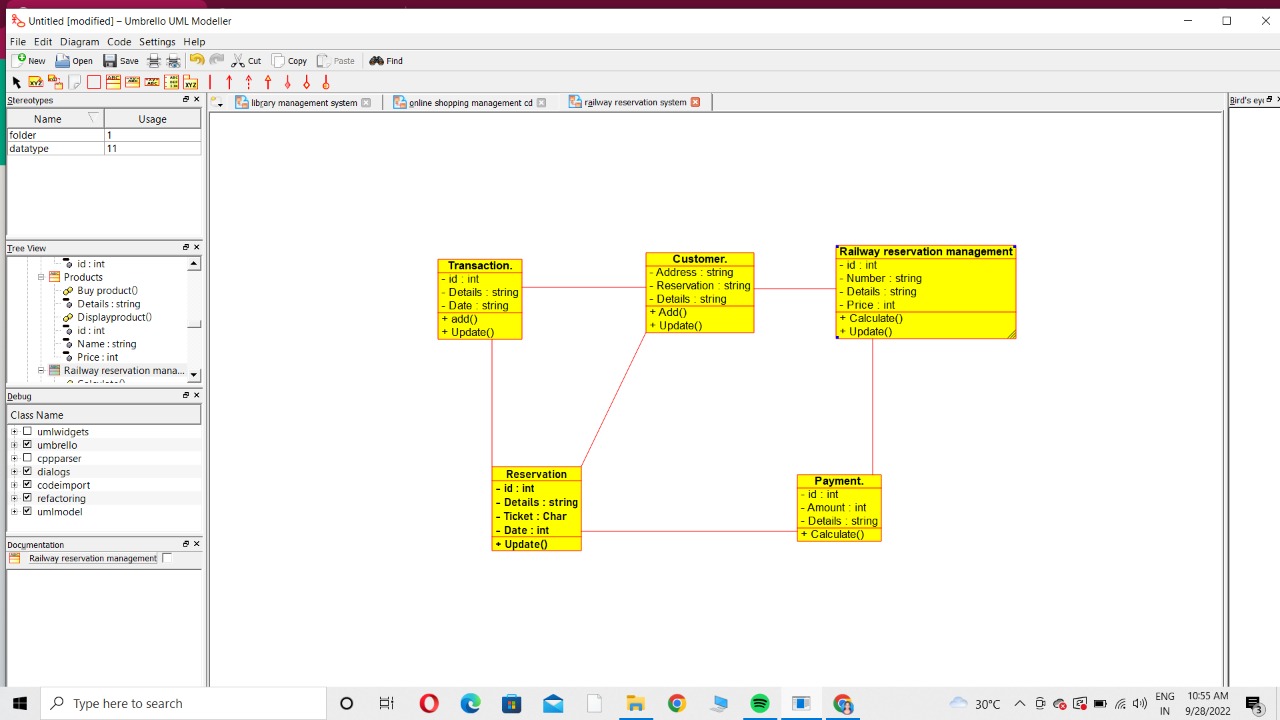 Untitled [modified] – Umbrello UML Modeller
File Edit Diagram Code Settings Help
New Open Save Cut Copy Paste Find
Stereotypes
Name Usage
folder 1
datatype 11
Tree View
id : int
Products
Buy product()
Details : string
Displayproduct()
id : int
Name : string
Price : int
Railway reservation mana...
Debug
Class Name
umlwidgets
umbrello
cppparser
dialogs
codeimport
refactoring
umlmodel
Documentation
Railway reservation management
library management system
online shopping management cd
railway reservation system
Bird's ey
Transaction.
- id : int
- Details : string
- Date : string
+ add()
+ Update()
Customer.
- Address : string
- Reservation : string
- Details : string
+ Add()
+ Update()
Railway reservation management
- id : int
- Number : string
- Details : string
- Price : int
+ Calculate()
+ Update()
Reservation
- id : int
- Details : string
- Ticket : Char
- Date : int
+ Update()
Payment.
- id : int
- Amount : int
- Details : string
+ Calculate()
Type here to search
30°C
ENG
IN
10:55 AM
9/28/2022
3